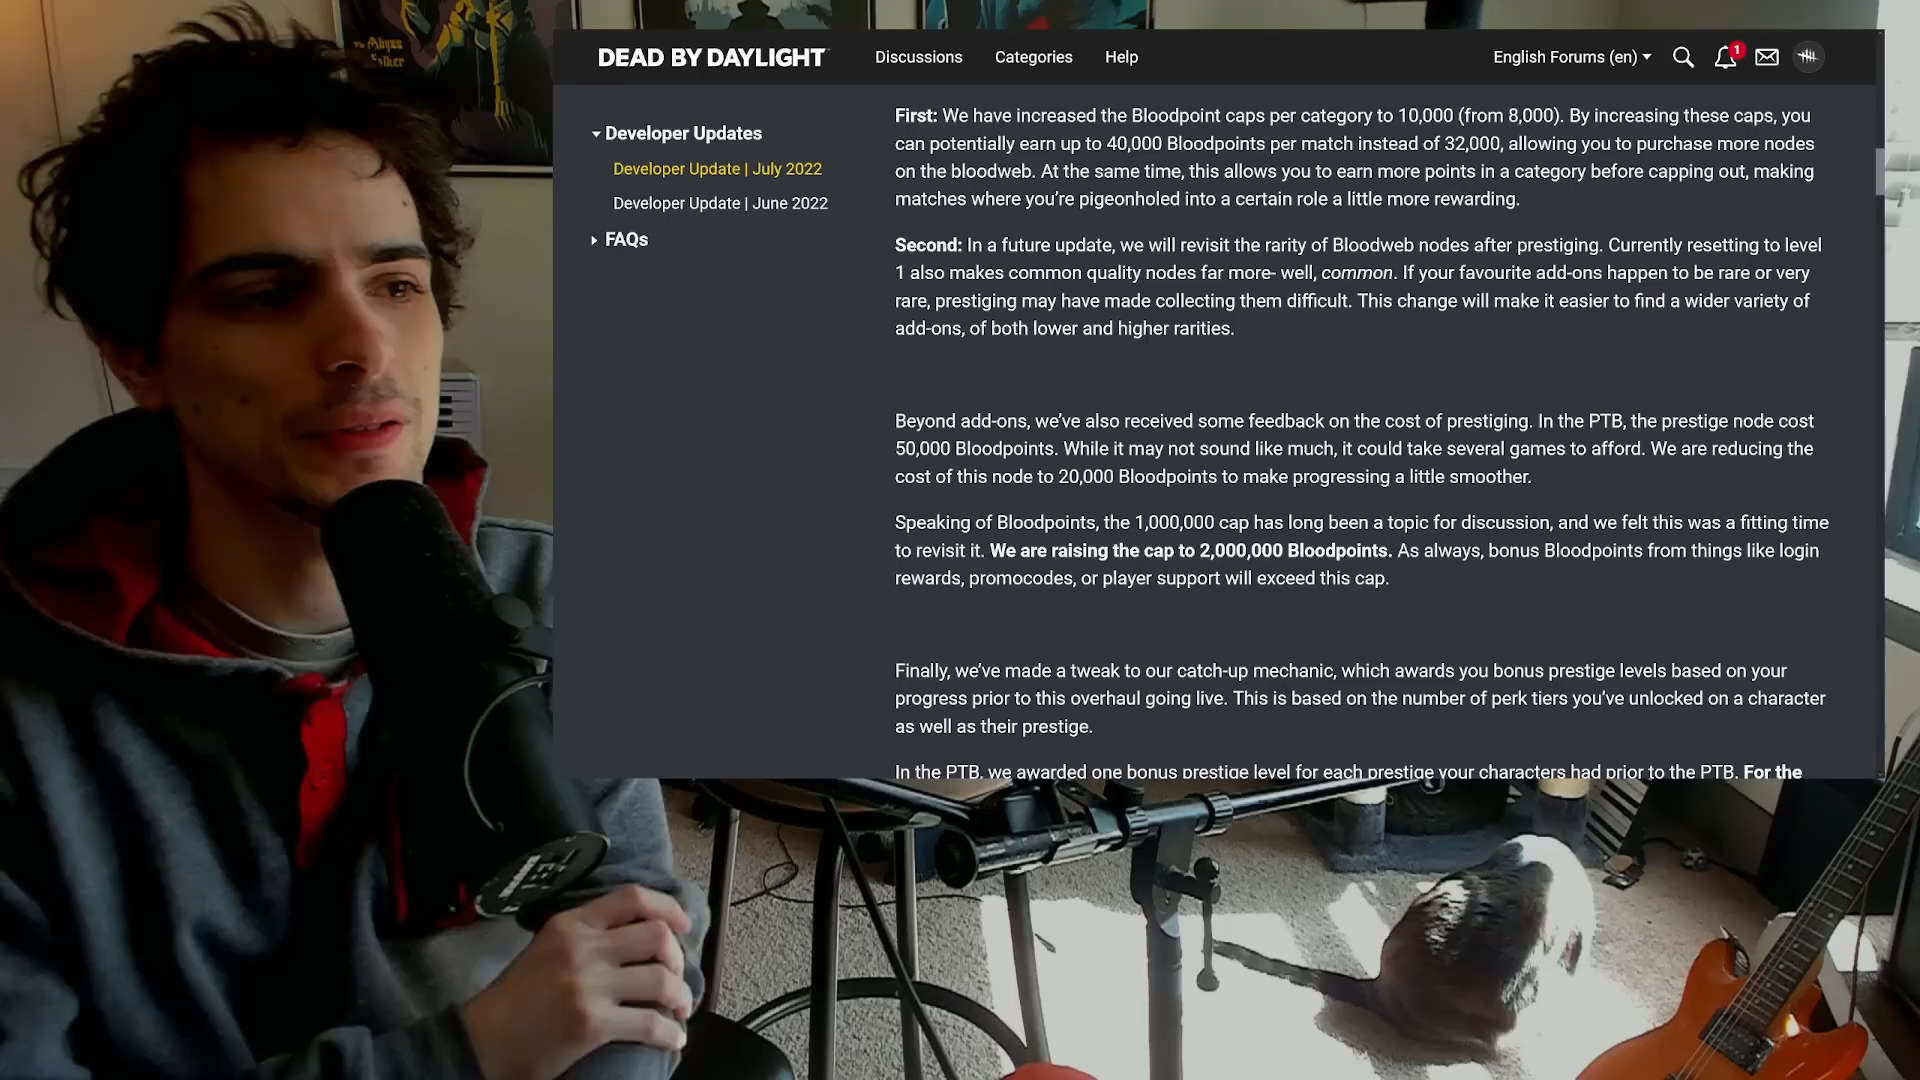 The Abyss
Walker
DEAD BY DAYLIGHT
Discussions
Categories
Help
English Forums (en)
1
Developer Updates
Developer Update | July 2022
Developer Update | June 2022
FAQs
First: We have increased the Bloodpoint caps per category to 10,000 (from 8,000). By increasing these caps, you
can potentially earn up to 40,000 Bloodpoints per match instead of 32,000, allowing you to purchase more nodes
on the bloodweb. At the same time, this allows you to earn more points in a category before capping out, making
matches where you’re pigeonholed into a certain role a little more rewarding.
Second: In a future update, we will revisit the rarity of Bloodweb nodes after prestiging. Currently resetting to level
1 also makes common quality nodes far more- well, common. If your favourite add-ons happen to be rare or very
rare, prestiging may have made collecting them difficult. This change will make it easier to find a wider variety of
add-ons, of both lower and higher rarities.
Beyond add-ons, we’ve also received some feedback on the cost of prestiging. In the PTB, the prestige node cost
50,000 Bloodpoints. While it may not sound like much, it could take several games to afford. We are reducing the
cost of this node to 20,000 Bloodpoints to make progressing a little smoother.
Speaking of Bloodpoints, the 1,000,000 cap has long been a topic for discussion, and we felt this was a fitting time
to revisit it. We are raising the cap to 2,000,000 Bloodpoints. As always, bonus Bloodpoints from things like login
rewards, promocodes, or player support will exceed this cap.
Finally, we’ve made a tweak to our catch-up mechanic, which awards you bonus prestige levels based on your
progress prior to this overhaul going live. This is based on the number of perk tiers you’ve unlocked on a character
as well as their prestige.
In the PTB, we awarded one bonus prestige level for each prestige your characters had prior to the PTB. For the